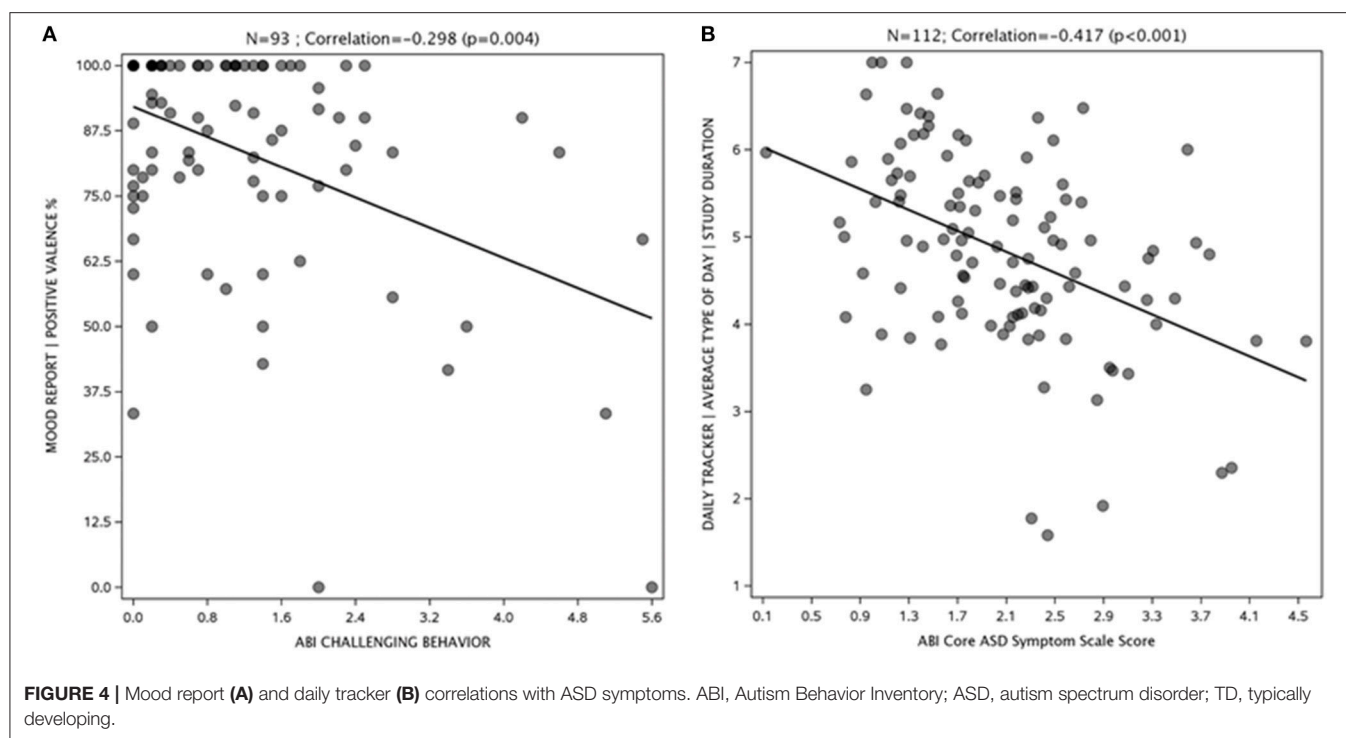 A
N=93 ; Correlation=-0.298 (p=0.004)
MOOD REPORT | POSITIVE VALENCE %
100.0
87.5
75.0
62.5
50.0
37.5
25.0
12.5
0.0
0.0 0.8 1.6 2.4 3.2 4.0 4.8 5.6
ABI CHALLENGING BEHAVIOR
B
N=112; Correlation=-0.417 (p<0.001)
DAILY TRACKER | AVERAGE TYPE OF DAY | STUDY DURATION
7
6
5
4
3
2
1
0.1 0.5 0.9 1.3 1.7 2.1 2.5 2.9 3.3 3.7 4.1 4.5
ABI Core ASD Symptom Scale Score
FIGURE 4 | Mood report (A) and daily tracker (B) correlations with ASD symptoms. ABI, Autism Behavior Inventory; ASD, autism spectrum disorder; TD, typically
developing.